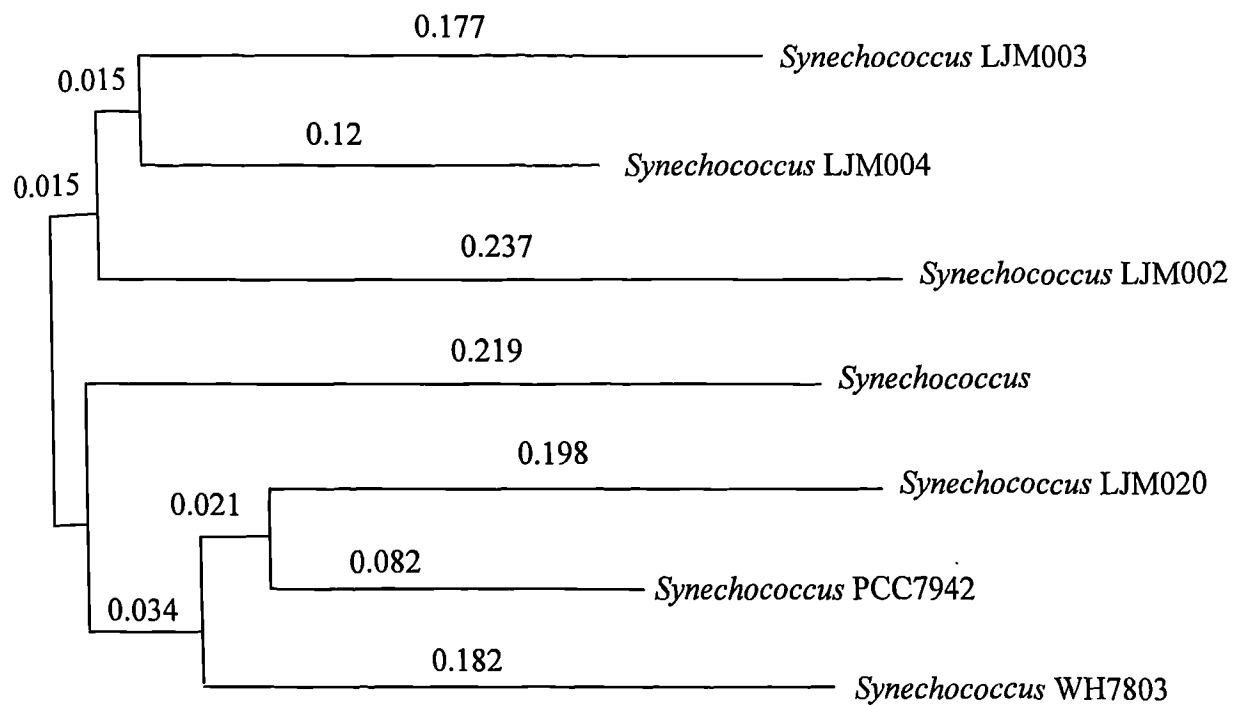 0.177
Synechococcus LJM003
0.015
0.12
Synechococcus LJM004
0.015
0.237
Synechococcus LJM002
0.219
Synechococcus
0.198
Synechococcus LJM020
0.021
0.082
Synechococcus PCC7942
0.034
0.182
Synechococcus WH7803